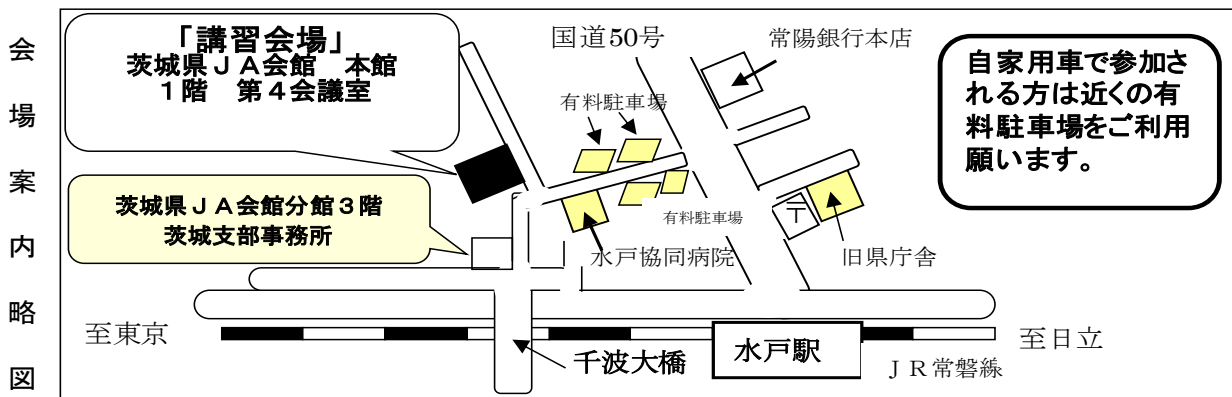 会場案内略図
「講習会場」
茨城県ＪＡ会館　本館
１階　第４会議室
国道50号
常陽銀行本店
自家用車で参加さ
れる方は近くの有
料駐車場をご利用
願います。
有料駐車場
茨城県ＪＡ会館分館３階
茨城支部事務所
有料駐車場
〒
水戸協同病院
旧県庁舎
至東京
千波大橋
水戸駅
ＪＲ常磐線
至日立